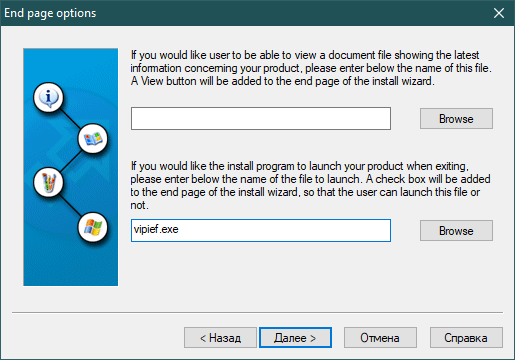 End page options
If you would like user to be able to view a document file showing the latest
information concerning your product, please enter below the name of this file.
A View button will be added to the end page of the install wizard.
Browse
If you would like the install program to launch your product when exiting,
please enter below the name of the file to launch. A check box will be added
to the end page of the install wizard, so that the user can launch this file or
not.
vipief.exe
Browse
< Назад
Далее >
Отмена
Справка